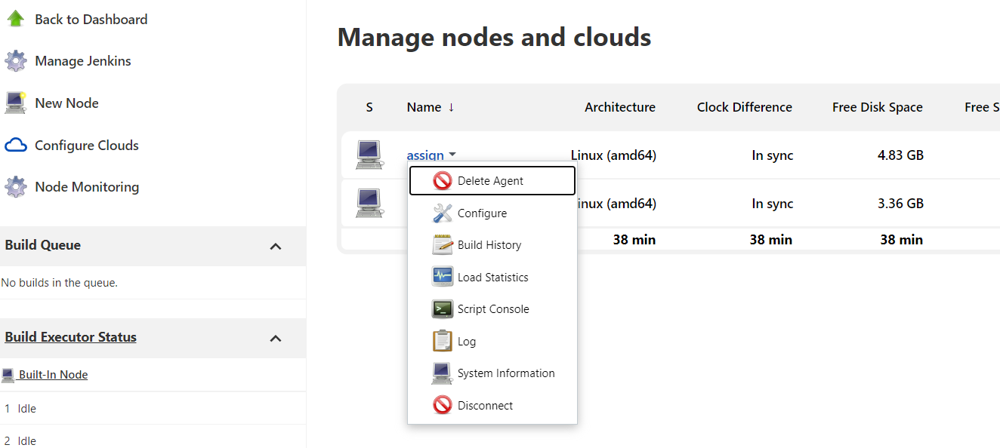 Back to Dashboard
Manage Jenkins
New Node
Configure Clouds
Node Monitoring
Build Queue
No builds in the queue.
Build Executor Status
Built-In Node
1 Idle
2 Idle
Manage nodes and clouds
S Name ↓ Architecture Clock Difference Free Disk Space Free S
assign Linux (amd64) In sync 4.83 GB
inux (amd64) In sync 3.36 GB
38 min 38 min 38 min
Delete Agent
Configure
Build History
Load Statistics
Script Console
Log
System Information
Disconnect